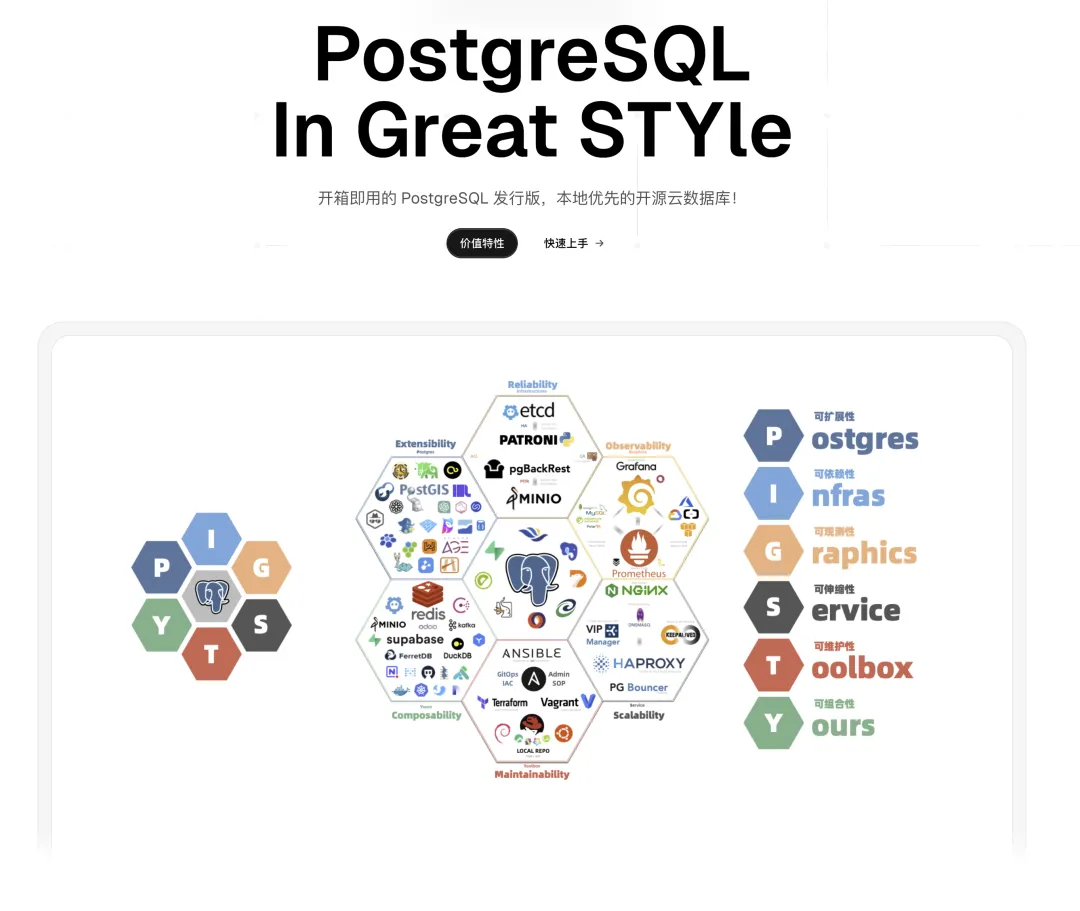 PostgreSQL
In Great STYle
开箱即用的 PostgreSQL 发行版，本地优先的开源云数据库！
价值特性
快速上手 →
I
P
G
Y
S
T
Reliability
etcd
PATRONI
pgBackRest
MINIO
Extensibility
Postgres
PostGIS
AGE
Observability
Grafana
MySQL
Prometheus
redis
odoo
MINIO
kafka
supabase
FerretDB
DuckDB
Composability
NGINX
VIP
Manager
KEEPALIVED
HAPROXY
PG Bouncer
Service
Scalability
ANSIBLE
GitOps
IAC
Admin
SOP
Terraform
Vagrant
LOCAL REPO
Toolbox
Maintainability
P
可扩展性
ostgres
I
可依赖性
nfras
G
可观测性
raphics
S
可伸缩性
ervice
T
可维护性
oolbox
Y
可组合性
ours